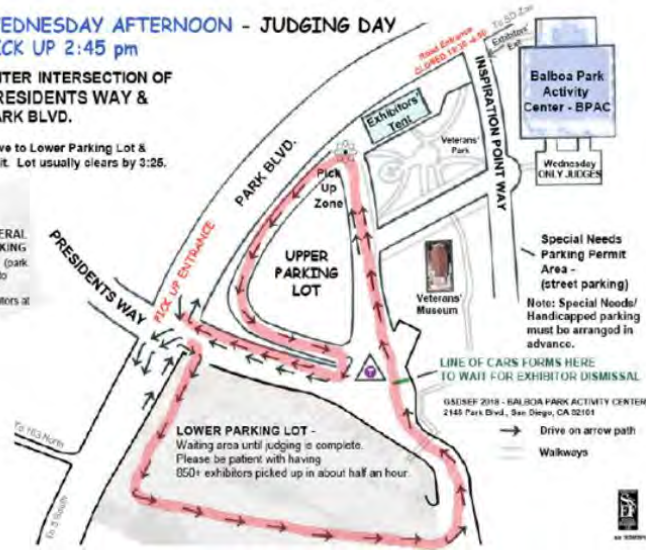 WEDNESDAY AFTERNOON - JUDGING DAY
PICK UP 2:45 pm
NTER INTERSECTION OF
RESIDENTS WAY &
ARK BLVD.
ve to Lower Parking Lot &
it. Lot usually clears by 3:25.
ERAL
KING
(park
to
tors at
PRESIDENTS WAY
PICK UP ENTRANCE
PARK BLVD.
Road Entrance
CLOSED
To SD Zoo
Exhibitors'
Exit
INSPIRATION POINT WAY
Balboa Park
Activity
Center - BPAC
Wednesday
ONLY JUDGES
Exhibitors'
Tent
Veterans'
Park
Pick
Up
Zone
UPPER
PARKING
LOT
Veterans'
Museum
Special Needs
Parking Permit
Area -
(street parking)
Note: Special Needs/
Handicapped parking
must be arranged in
advance.
LINE OF CARS FORMS HERE
TO WAIT FOR EXHIBITOR DISMISSAL
GSDSEF 2018 - BALBOA PARK ACTIVITY CENTER
2145 Park Blvd., San Diego, CA 92101
Drive on arrow path
Walkways
LOWER PARKING LOT -
Waiting area until judging is complete.
Please be patient with having
850+ exhibitors picked up in about half an hour.
To 163 North
To 5 South